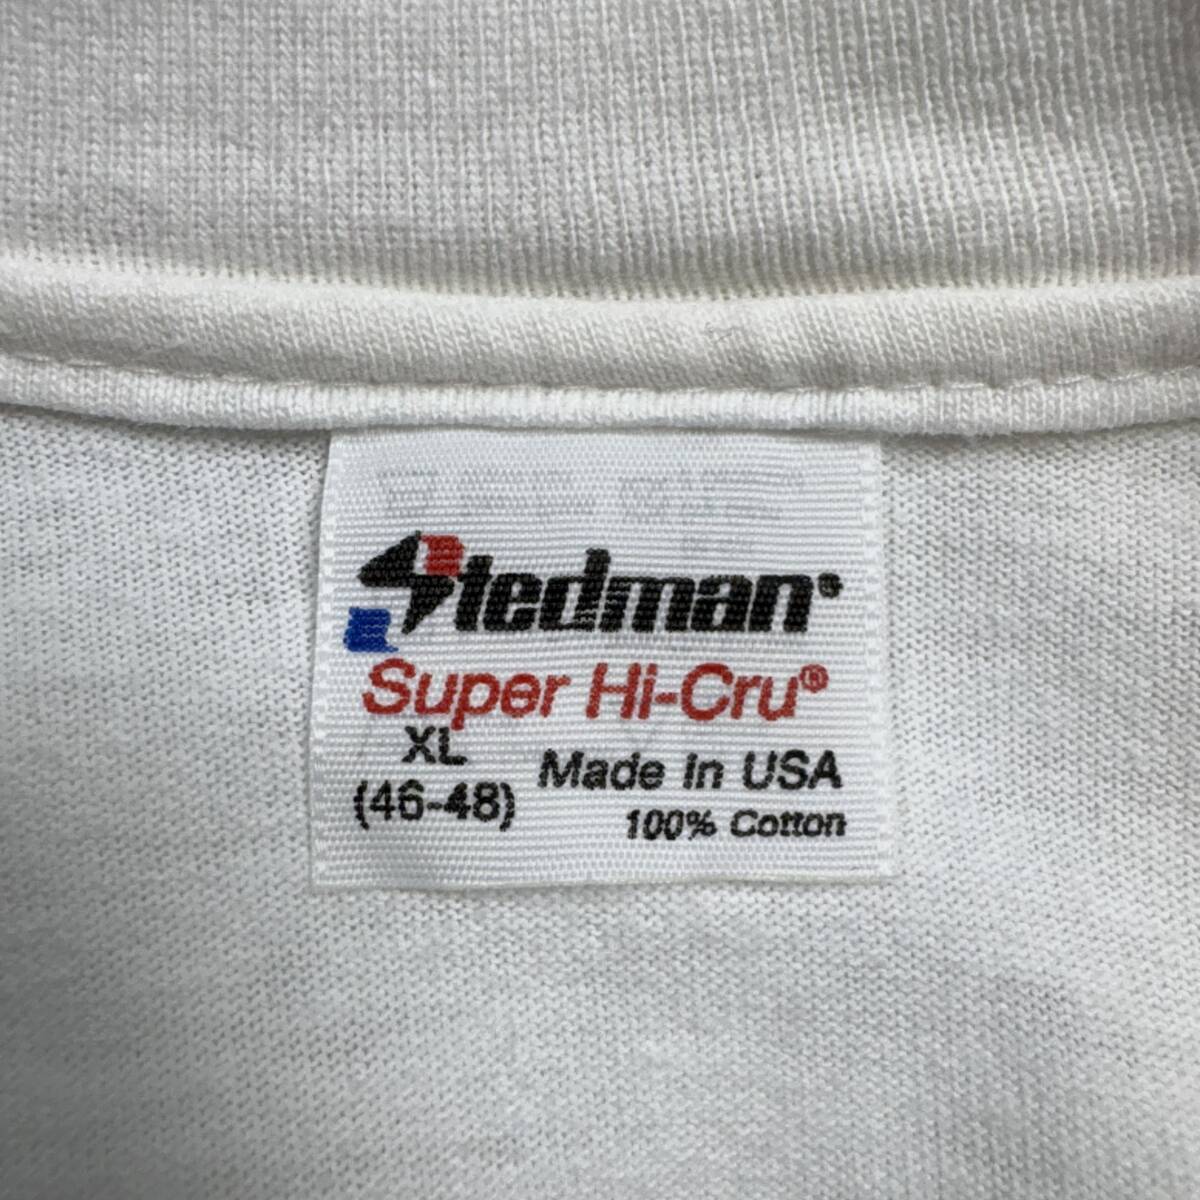 Stedman®
Super Hi-Cru®
XL
(46-48)
Made In USA
100% Cotton